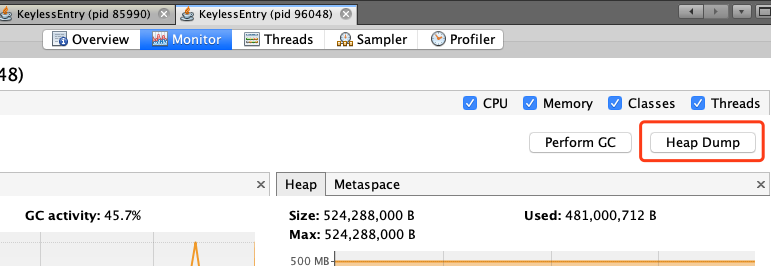 KeylessEntry (pid 85990) KeylessEntry (pid 96048)
Overview Monitor Threads Sampler Profiler
48)
CPU Memory Classes Threads
Perform GC Heap Dump
Heap Metaspace
GC activity: 45.7% Size: 524,288,000 B Used: 481,000,712 B
Max: 524,288,000 B
500 MB